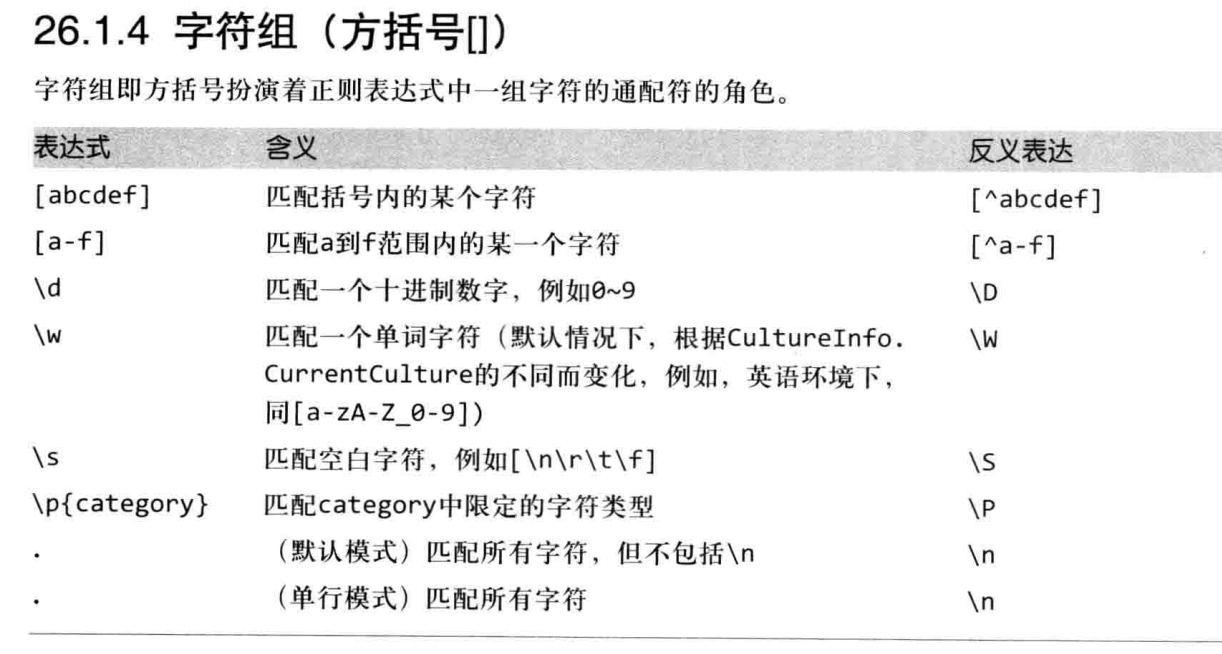 26.1.4 字符组（方括号[]）
字符组即方括号扮演着正则表达式中一组字符的通配符的角色。
表达式 含义 反义表达
[abcdef] 匹配括号内的某个字符 [^abcdef]
[a-f] 匹配a到f范围内的某一个字符 [^a-f]
\d 匹配一个十进制数字，例如0~9 \D
\w 匹配一个单词字符（默认情况下，根据CultureInfo. \W
CurrentCulture的不同而变化，例如，英语环境下，
同[a-zA-Z_0-9]）
\s 匹配空白字符，例如[\n\r\t\f] \S
\p{category} 匹配category中限定的字符类型 \P
. （默认模式）匹配所有字符，但不包括\n \n
. （单行模式）匹配所有字符 \n